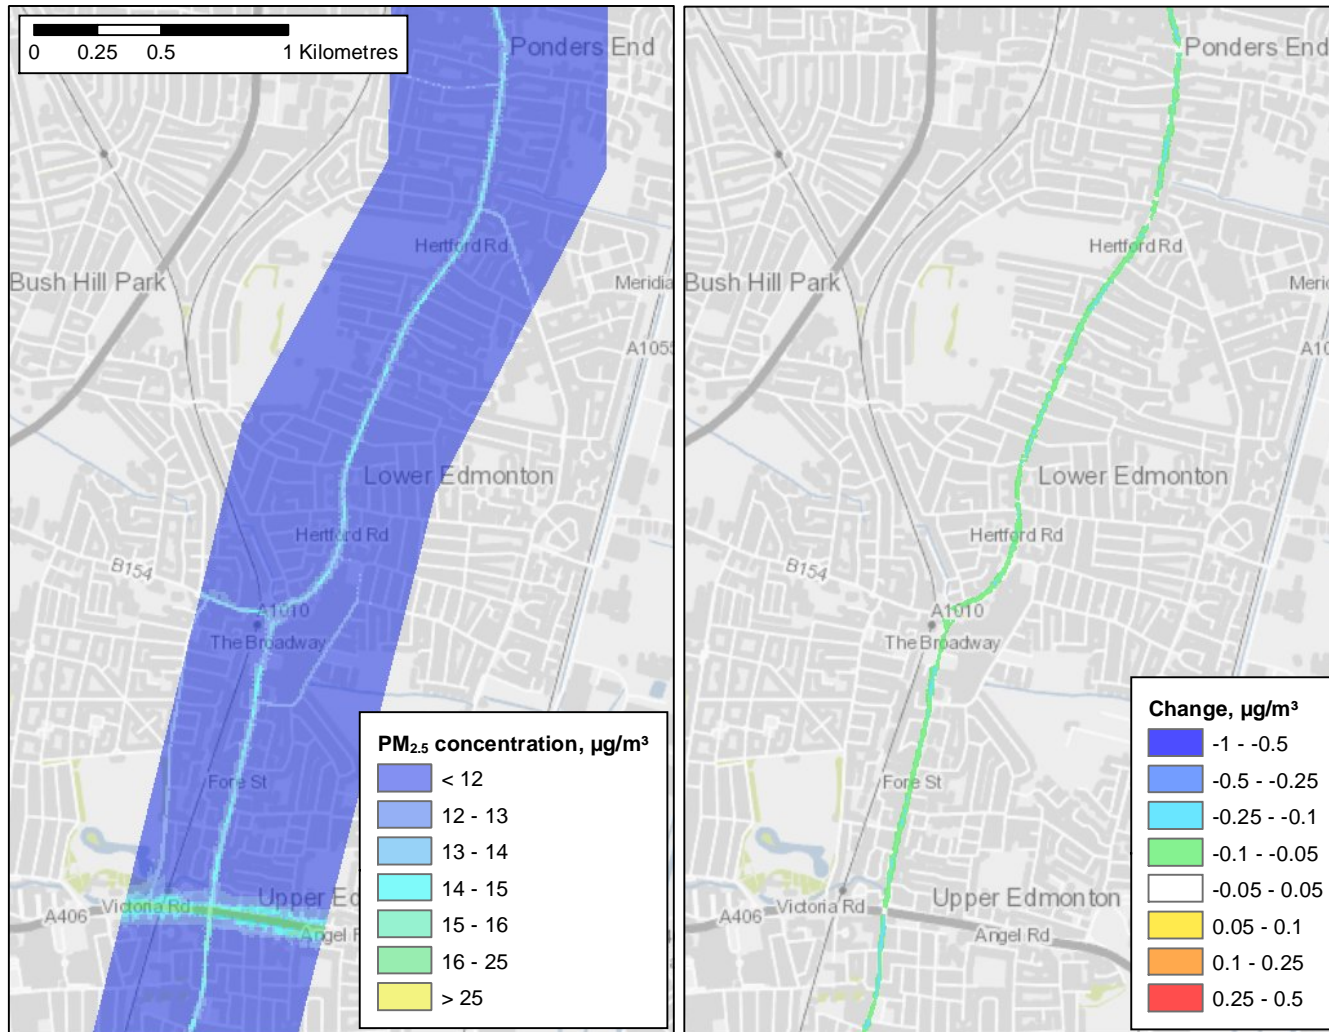 0 0.25 0.5 1 Kilometres
Ponders End
Hertford Rd
Bush Hill Park
Meridia
A1055
Lower Edmonton
Hertford Rd
B154
A1010
The Broadway
Fore St
Upper Ed
Victoria Rd
A406
Angel R
PM2.5 concentration, µg/m³
< 12
12 - 13
13 - 14
14 - 15
15 - 16
16 - 25
> 25
Ponders End
Hertford Rd
Bush Hill Park
Meric
A10
Lower Edmonton
Hertford Rd
B154
A1010
The Broadway
Fore St
Upper Edmonton
Victoria Rd
A406
Angel Rd
Change, µg/m³
-1 - -0.5
-0.5 - -0.25
-0.25 - -0.1
-0.1 - -0.05
-0.05 - 0.05
0.05 - 0.1
0.1 - 0.25
0.25 - 0.5